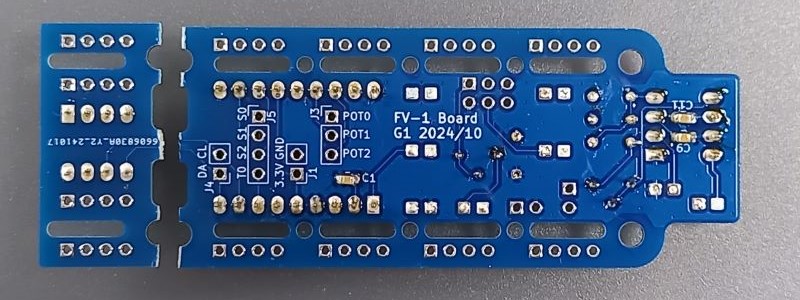 6606830A_Y2_241017
DA CL
J4
T0 S2 S1 S0
J5
3.3V GND
J1
J3
POT0
POT1
POT2
C1
FV-1 Board
G1 2024/10
C11
C9